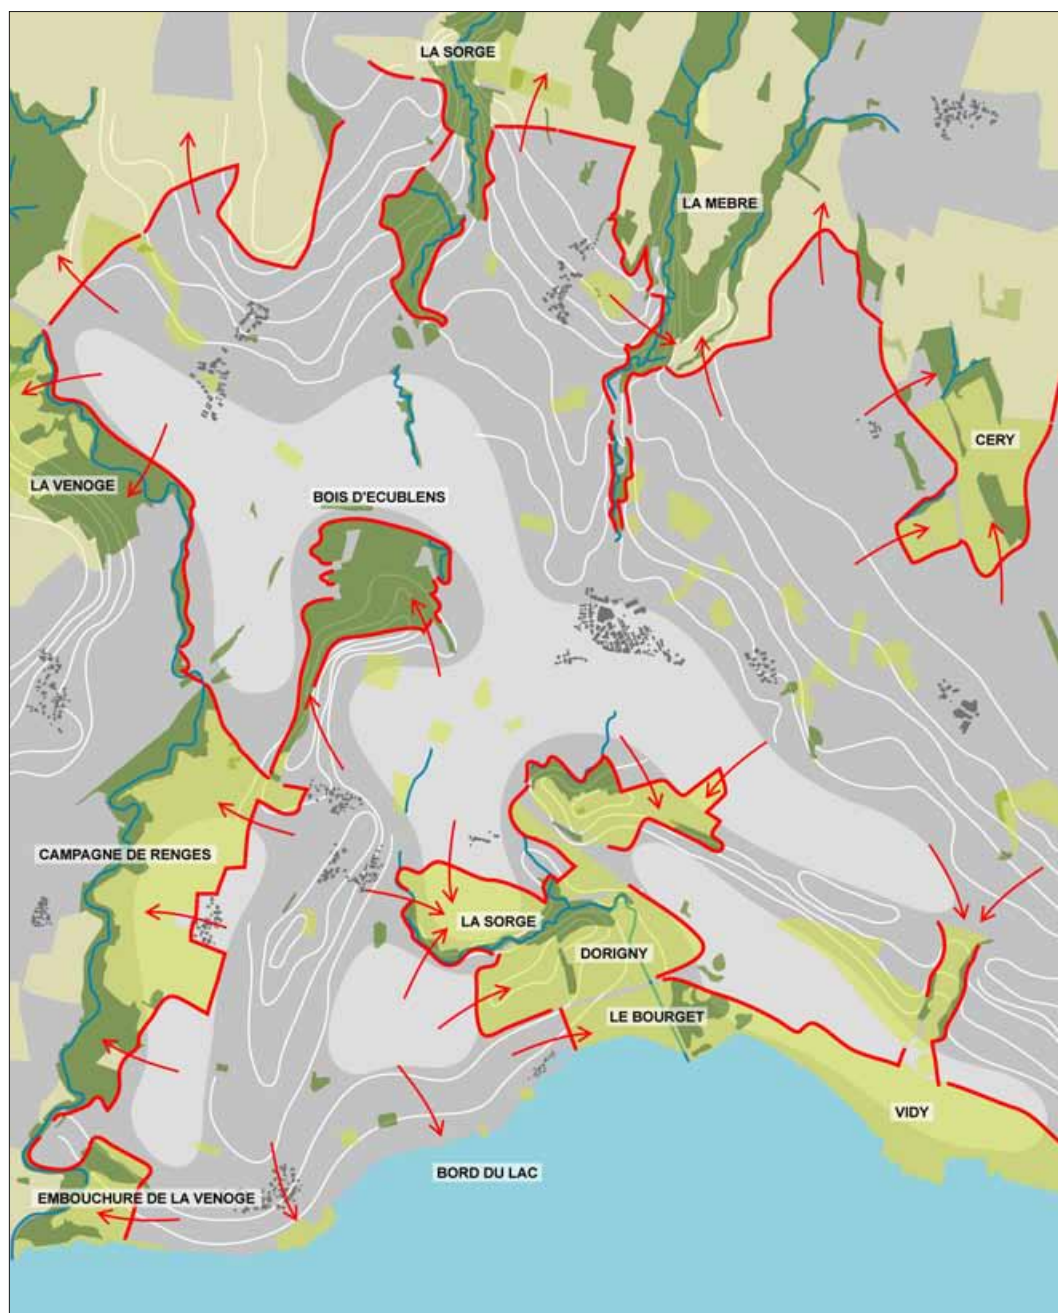 LA SORGE
LA MEBRE
CERY
LA VENOGE
BOIS D'ECUBLENS
CAMPAGNE DE RENGES
LA SORGE
DORIGNY
LE BOURGET
VIDY
BORD DU LAC
EMBOUCHURE DE LA VENOGE